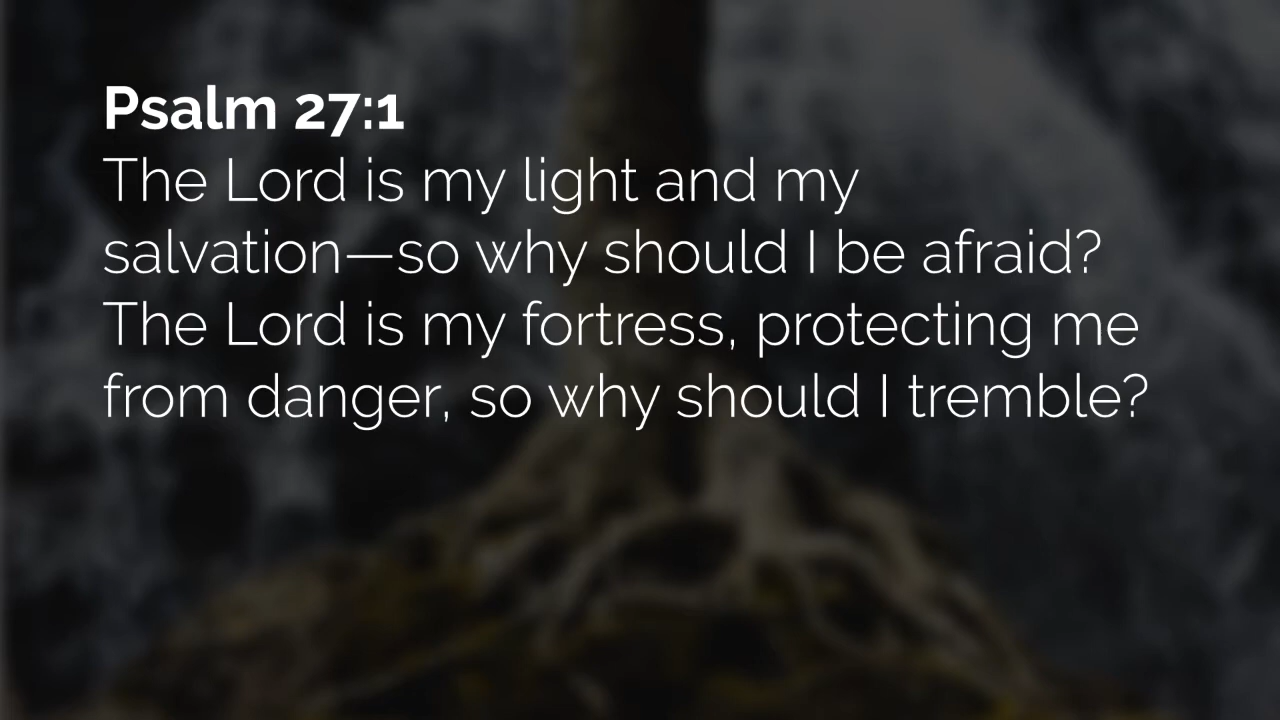 Psalm 27:1
The Lord is my light and my
salvation—so why should I be afraid?
The Lord is my fortress, protecting me
from danger, so why should I tremble?